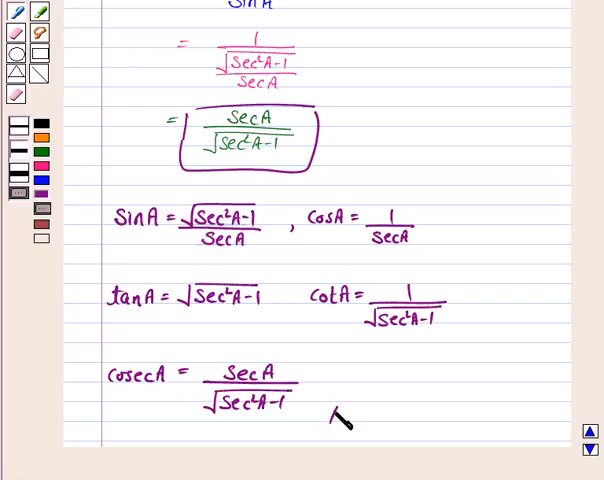 Sin A
= 1 / (√(Sec²A-1) / SecA)
= SecA / √(Sec²A-1)
SinA = √(Sec²A-1) / SecA , CosA = 1 / SecA
tanA = √(Sec²A-1) CotA = 1 / √(Sec²A-1)
CosecA = SecA / √(Sec²A-1)